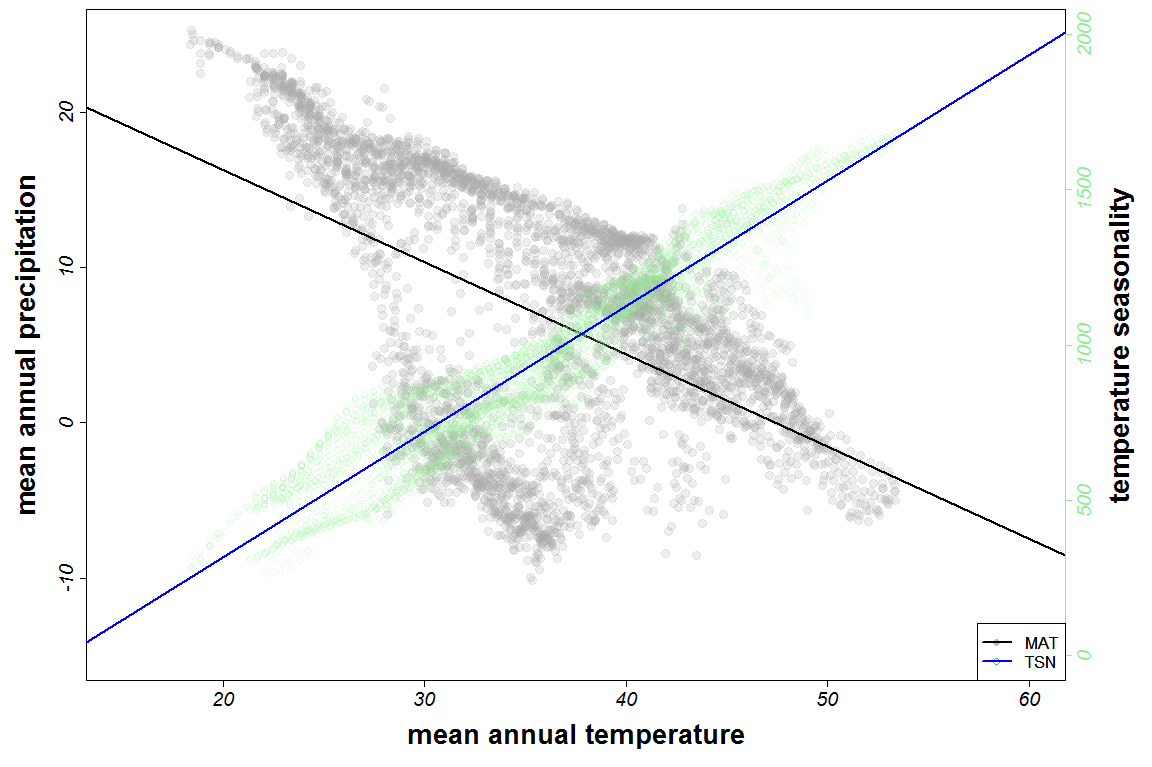 mean annual precipitation
20
10
0
-10
2000
1500
1000
500
0
temperature seasonality
MAT
TSN
20
30
40
50
60
mean annual temperature